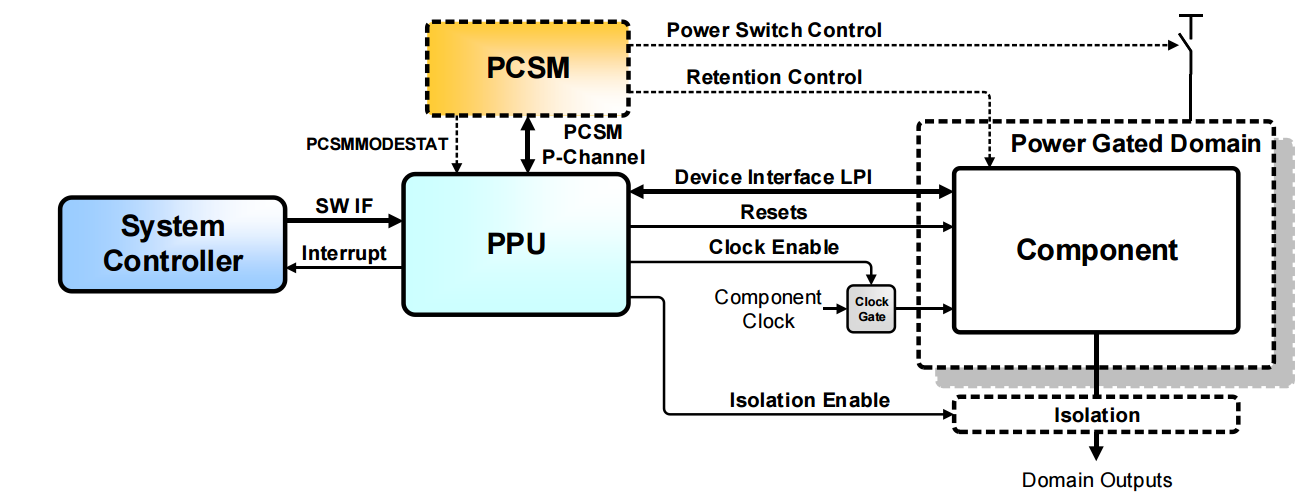 Power Switch Control
PCSM
Retention Control
PCSMMODESTAT
PCSM
P-Channel
Power Gated Domain
Device Interface LPI
SW IF
Resets
System
Controller
PPU
Clock Enable
Component
Interrupt
Component
Clock
Clock
Gate
Isolation Enable
Isolation
Domain Outputs